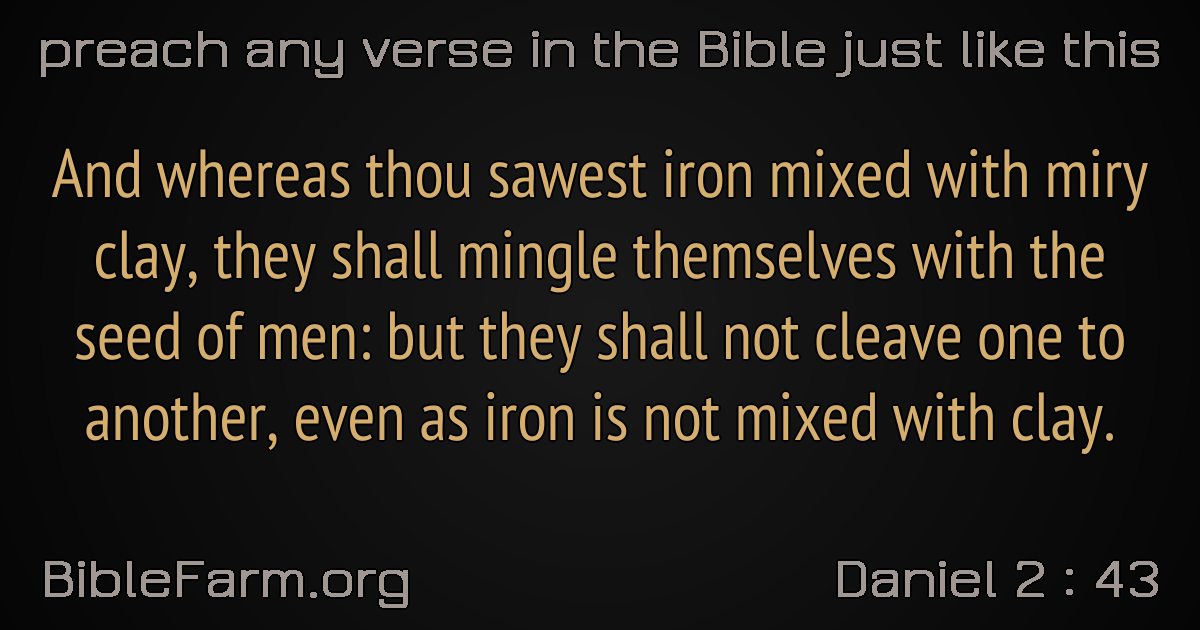 preach any verse in the Bible just like this
And whereas thou sawest iron mixed with miry
clay, they shall mingle themselves with the
seed of men: but they shall not cleave one to
another, even as iron is not mixed with clay.
BibleFarm.org
Daniel 2 : 43